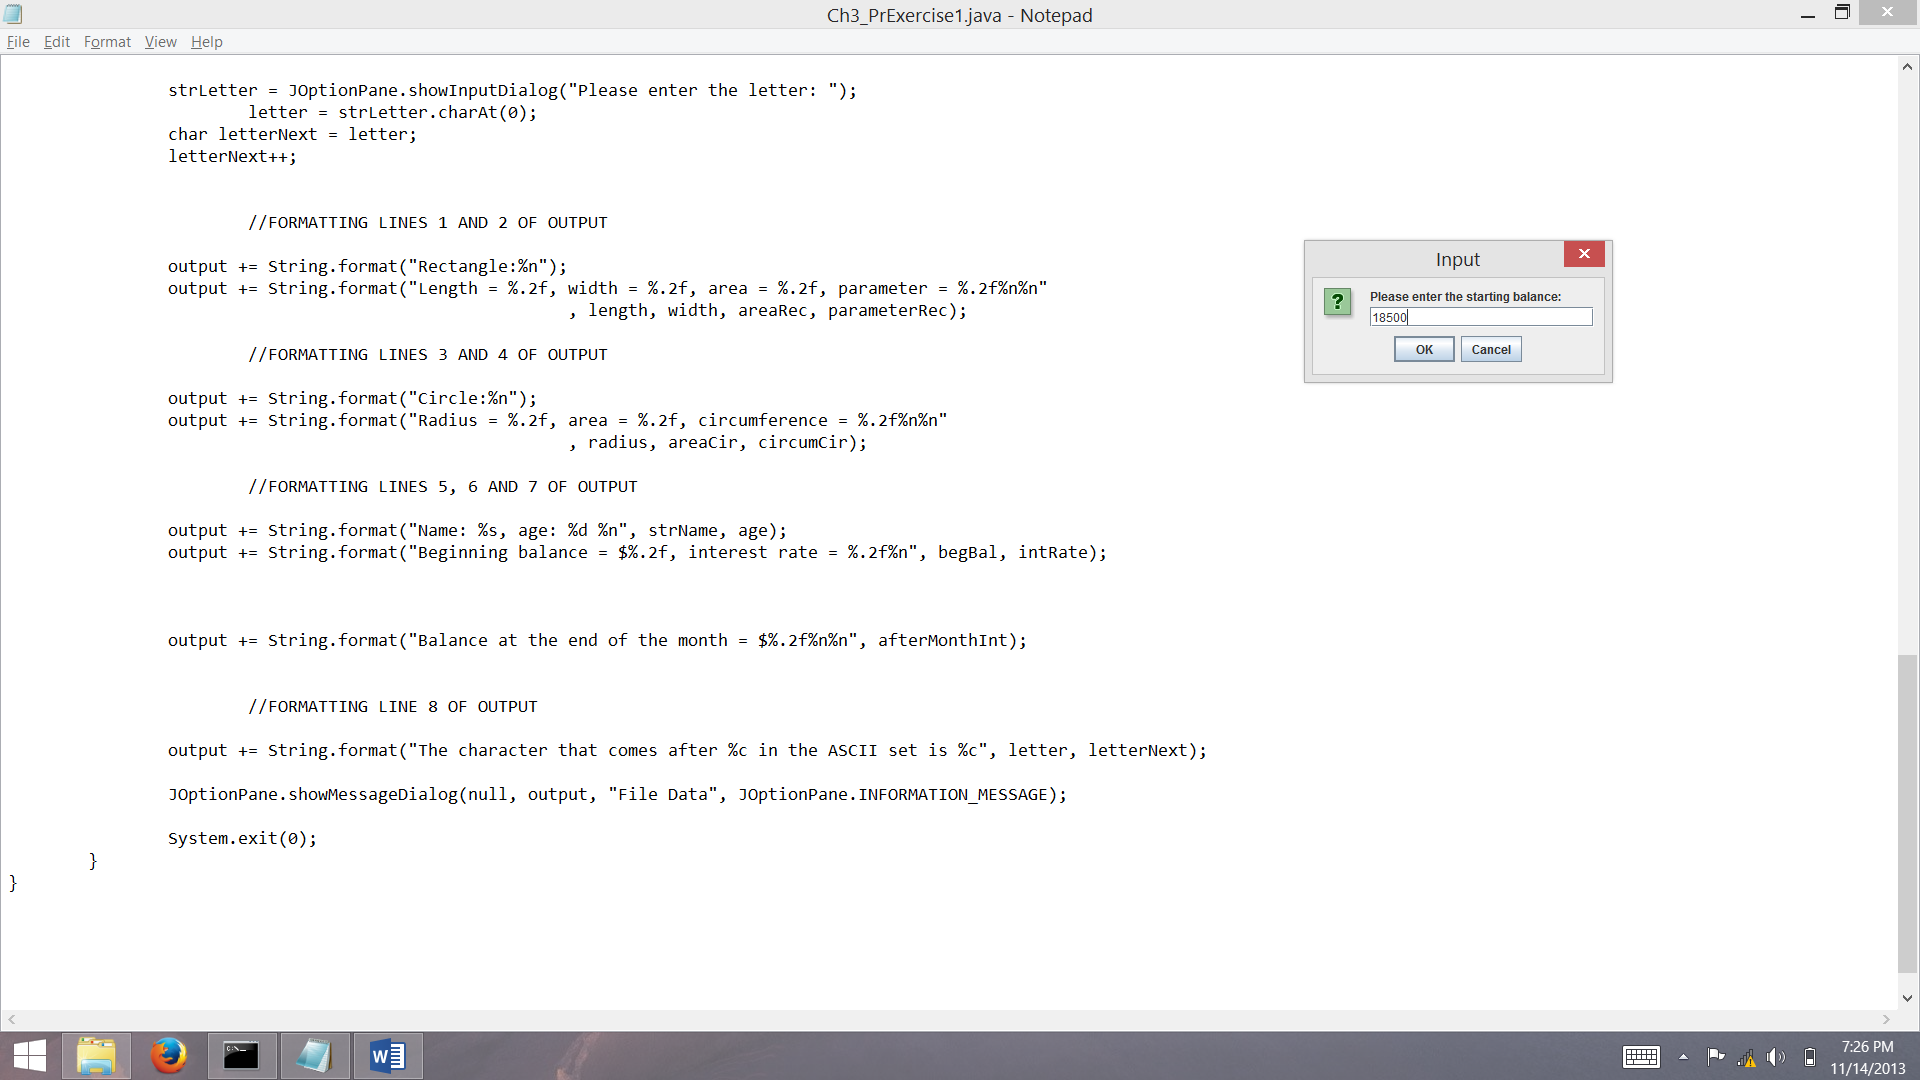 Ch3_PrExercise1.java - Notepad
File Edit Format View Help
strLetter = JOptionPane.showInputDialog("Please enter the letter: ");
letter = strLetter.charAt(0);
char letterNext = letter;
letterNext++;
//FORMATTING LINES 1 AND 2 OF OUTPUT
output += String.format("Rectangle:%n");
output += String.format("Length = %.2f, width = %.2f, area = %.2f, parameter = %.2f%n%n"
, length, width, areaRec, parameterRec);
//FORMATTING LINES 3 AND 4 OF OUTPUT
output += String.format("Circle:%n");
output += String.format("Radius = %.2f, area = %.2f, circumference = %.2f%n%n"
, radius, areaCir, circumCir);
//FORMATTING LINES 5, 6 AND 7 OF OUTPUT
output += String.format("Name: %s, age: %d %n", strName, age);
output += String.format("Beginning balance = $%.2f, interest rate = %.2f%n", begBal, intRate);
output += String.format("Balance at the end of the month = $%.2f%n%n", afterMonthInt);
//FORMATTING LINE 8 OF OUTPUT
output += String.format("The character that comes after %c in the ASCII set is %c", letter, letterNext);
JOptionPane.showMessageDialog(null, output, "File Data", JOptionPane.INFORMATION_MESSAGE);
System.exit(0);
}
}
Input
?
Please enter the starting balance:
18500
OK Cancel
C:\_
W
7:26 PM
11/14/2013